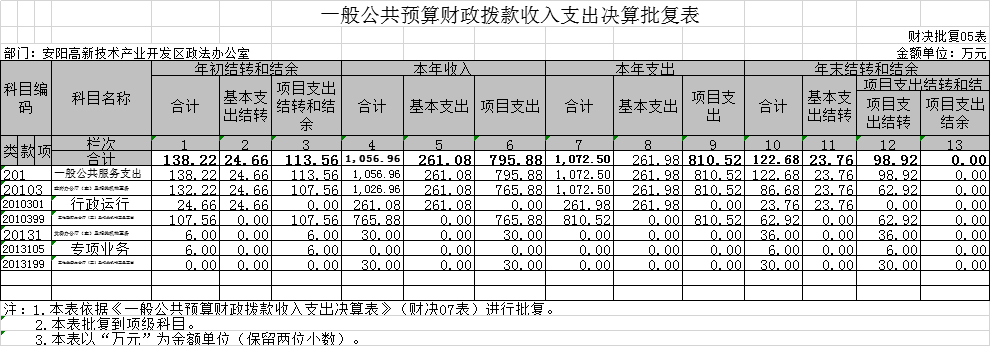 一般公共预算财政拨款收入支出决算批复表
财决批复05表
部门：安阳高新技术产业开发区政法办公室 金额单位：万元
科目编码 科目名称 年初结转和结余 本年收入 本年支出 年末结转和结余
合计 基本支出结转 项目支出结转和结余 合计 基本支出 项目支出 合计 基本支出 项目支出 合计 基本支出结转 项目支出结转和结
项目支出结转 项目支出结余
类 款 项 栏次 1 2 3 4 5 6 7 8 9 10 11 12 13
合计 138.22 24.66 113.56 1,056.96 261.08 795.88 1,072.50 261.98 810.52 122.68 23.76 98.92 0.00
201 一般公共服务支出 138.22 24.66 113.56 1,056.96 261.08 795.88 1,072.50 261.98 810.52 122.68 23.76 98.92 0.00
20103 132.22 24.66 107.56 1,026.96 261.08 765.88 1,072.50 261.98 810.52 86.68 23.76 62.92 0.00
2010301 行政运行 24.66 24.66 0.00 261.08 261.08 0.00 261.98 261.98 0.00 23.76 23.76 0.00 0.00
2010399 107.56 0.00 107.56 765.88 0.00 765.88 810.52 0.00 810.52 62.92 0.00 62.92 0.00
20131 6.00 0.00 6.00 30.00 0.00 30.00 0.00 0.00 0.00 36.00 0.00 36.00 0.00
2013105 专项业务 6.00 0.00 6.00 0.00 0.00 0.00 0.00 0.00 0.00 6.00 0.00 6.00 0.00
2013199 0.00 0.00 0.00 30.00 0.00 30.00 0.00 0.00 0.00 30.00 0.00 30.00 0.00
注：1.本表依据《一般公共预算财政拨款收入支出决算表》（财决07表）进行批复。
2.本表批复到项级科目。
3.本表以“万元”为金额单位（保留两位小数）。